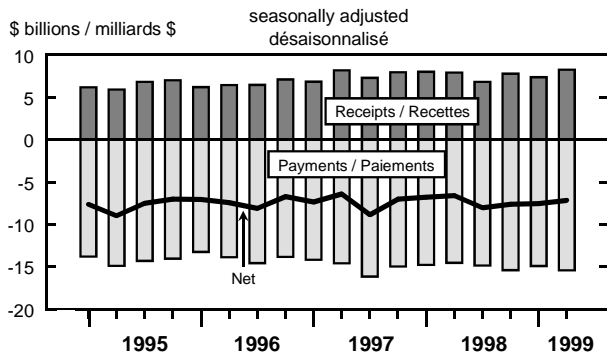 $ billions / milliards $
seasonally adjusted
désaisonnalisé
10
5
0
-5
-10
-15
-20
Receipts / Recettes
Payments / Paiements
Net
1995 1996 1997 1998 1999